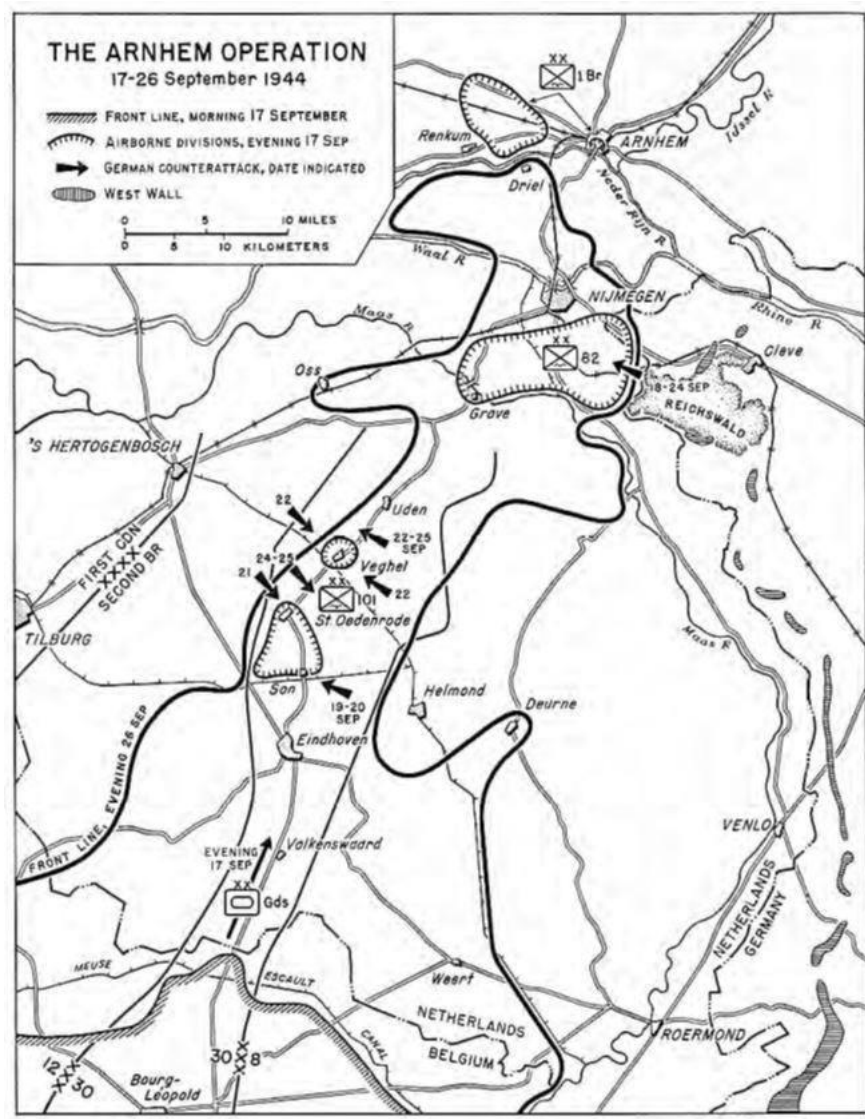 THE ARNHEM OPERATION
17-26 September 1944
FRONT LINE, MORNING 17 SEPTEMBER
AIRBORNE DIVISIONS, EVENING 17 SEP
GERMAN COUNTERATTACK, DATE INDICATED
WEST WALL
0 5 10 MILES
0 5 10 KILOMETERS
XX
1 Br
Renkum
ARNHEM
IJssel R
Driel
Neder Rijn R
Waal R
NIJMEGEN
Maas R
Rhine R
XX
82
Cleve
18-24 SEP
Oss
REICHSWALD
Grave
'S HERTOGENBOSCH
22
Uden
FIRST CDN
XXXX
SECOND BR
24-25
22-25
SEP
21
Veghel
XX
101
22
St. Oedenrode
TILBURG
Maas R
Son
19-20
SEP
Helmond
Deurne
Eindhoven
FRONT LINE, EVENING 26 SEP
VENLO
EVENING
17 SEP
Valkenswaard
XX
Gds
NETHERLANDS
GERMANY
MEUSE
ESCAULT
CANAL
Weert
NETHERLANDS
BELGIUM
ROERMOND
12
XXX
30
30
XXX
8
Bourg-
Léopold